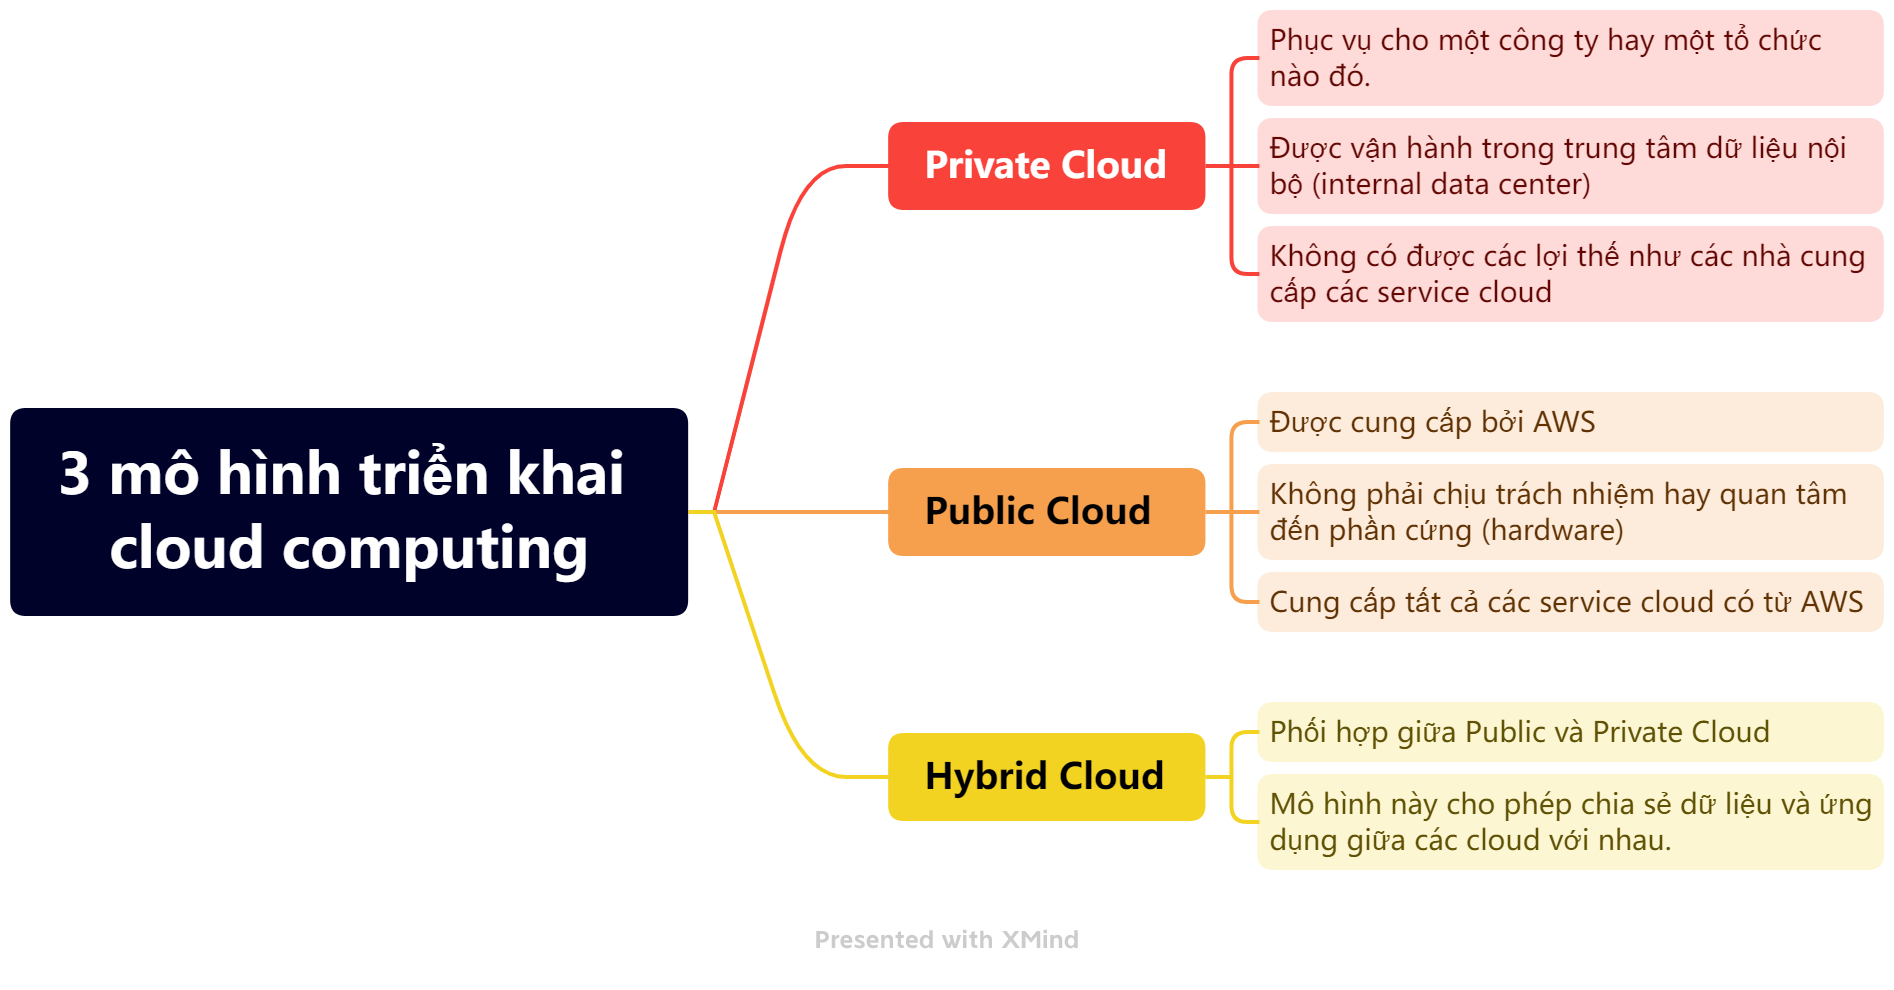 3 mô hình triển khai
cloud computing
Private Cloud
Phục vụ cho một công ty hay một tổ chức
nào đó.
Được vận hành trong trung tâm dữ liệu nội
bộ (internal data center)
Không có được các lợi thế như các nhà cung
cấp các service cloud
Public Cloud
Được cung cấp bởi AWS
Không phải chịu trách nhiệm hay quan tâm
đến phần cứng (hardware)
Cung cấp tất cả các service cloud có từ AWS
Hybrid Cloud
Phối hợp giữa Public và Private Cloud
Mô hình này cho phép chia sẻ dữ liệu và ứng
dụng giữa các cloud với nhau.
Presented with XMind